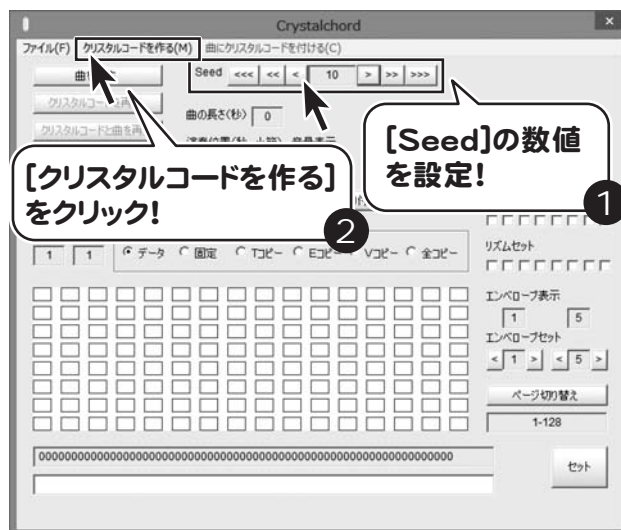 Crystalchord
ファイル(F) クリスタルコードを作る(M) 曲にクリスタルコードを付ける(C)
Seed <<< << < 10 > >> >>>
曲の長さ(秒) 0
[Seed]の数値
を設定!
1
[クリスタルコードを作る]
をクリック!
2
1 1 データ 固定 Tコピー Eコピー Vコピー 全コピー
リズムセット
エンベロープ表示
1 5
エンベロープセット
< 1 > < 5 >
ページ切り替え
1-128
セット